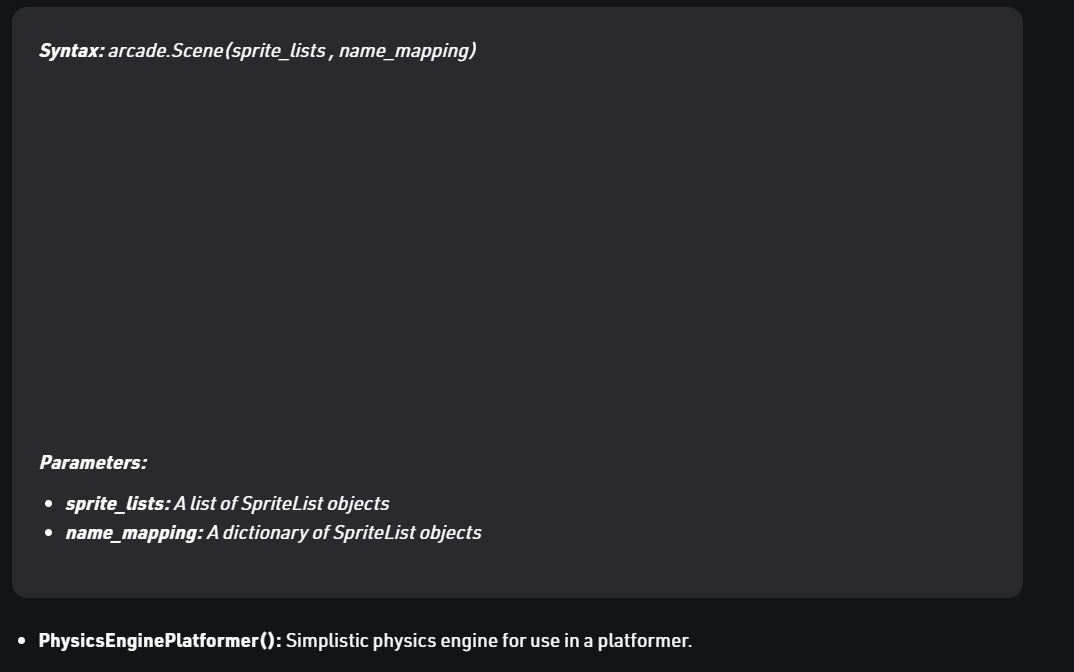 Syntax: arcade.Scene(sprite_lists , name_mapping)
Parameters:
• sprite_lists: A list of SpriteList objects
• name_mapping: A dictionary of SpriteList objects
• PhysicsEnginePlatformer(): Simplistic physics engine for use in a platformer.